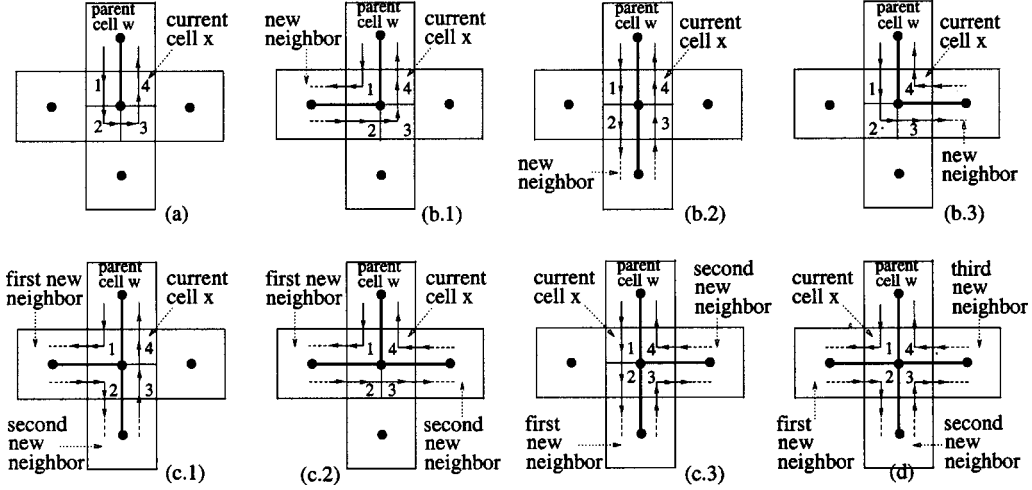 parent
cell w
current
cell x
1
4
2
3
(a)
new
neighbor
parent
cell w
current
cell x
1
4
2
3
(b.1)
parent
cell w
current
cell x
1
4
2
3
new
neighbor
(b.2)
parent
cell w
current
cell x
1
4
2
3
new
neighbor
(b.3)
first new
neighbor
parent
cell w
current
cell x
1
4
2
3
second
new
neighbor
(c.1)
first new
neighbor
parent
cell w
current
cell x
1
4
2
3
second
new
neighbor
(c.2)
current
cell x
parent
cell w
second
new
neighbor
1
4
2
3
first
new
neighbor
(c.3)
current
cell x
parent
cell w
third
new
neighbor
1
4
2
3
first
new
neighbor
second
new
neighbor
(d)